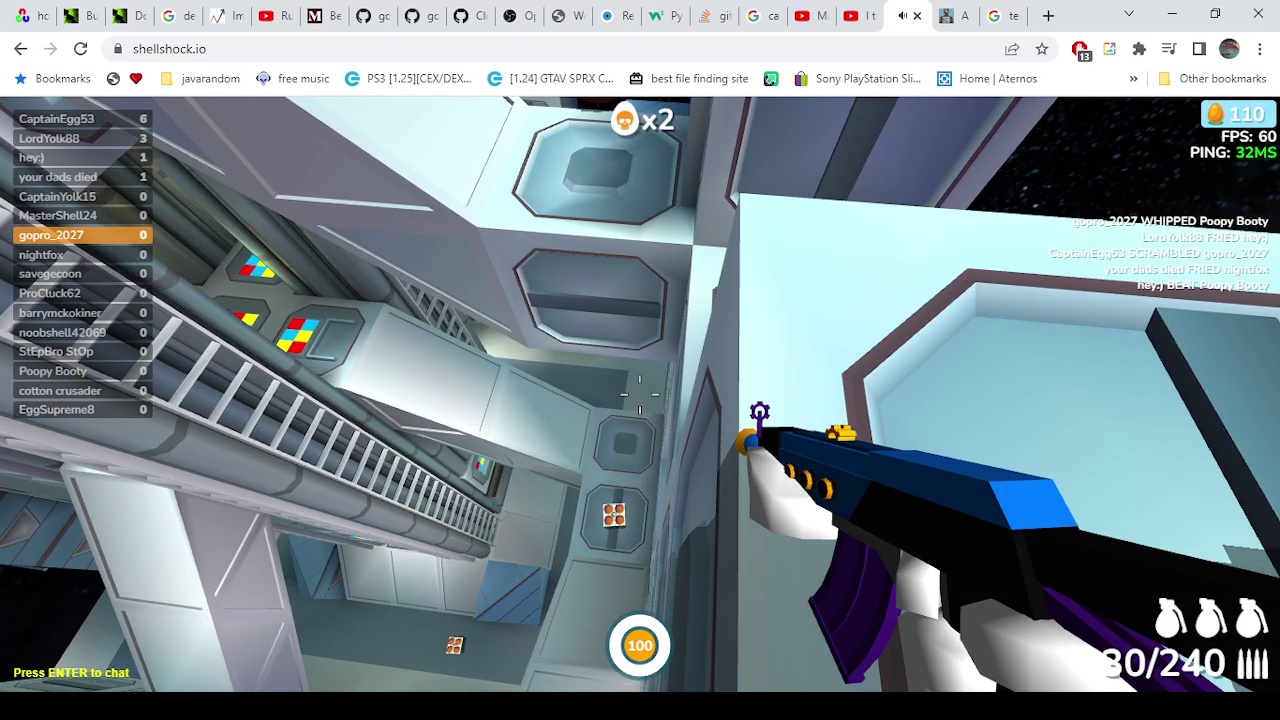 hc
Bu
Dc
de
Im
Ru
Be
gc
gc
Cli
Op
W
Re
Py
git
ca
M
I t
A
te
shellshock.io
13
Bookmarks
javarandom
free music
PS3 [1.25][CEX/DEX...
[1.24] GTAV SPRX C...
best file finding site
Sony PlayStation Sli...
Home | Aternos
»
Other bookmarks
CaptainEgg53 6
LordYolk88 3
hey:) 1
your dads died 1
CaptainYolk15 0
MasterShell24 0
gopro_2027 0
nightfox 0
savegecoon 0
ProCluck62 0
barrymckokiner 0
noobshell42069 0
StEpBro StOp 0
Poopy Booty 0
cotton crusader 0
EggSupreme8 0
x2
110
FPS: 60
PING: 32MS
gopro_2027 WHIPPED Poopy Booty
LordYolk88 FRIED hey:)
CaptainEgg53 SCRAMBLED gopro_2027
your dads died FRIED nightfox
hey:) BEAT Poopy Booty
100
30/240
Press ENTER to chat